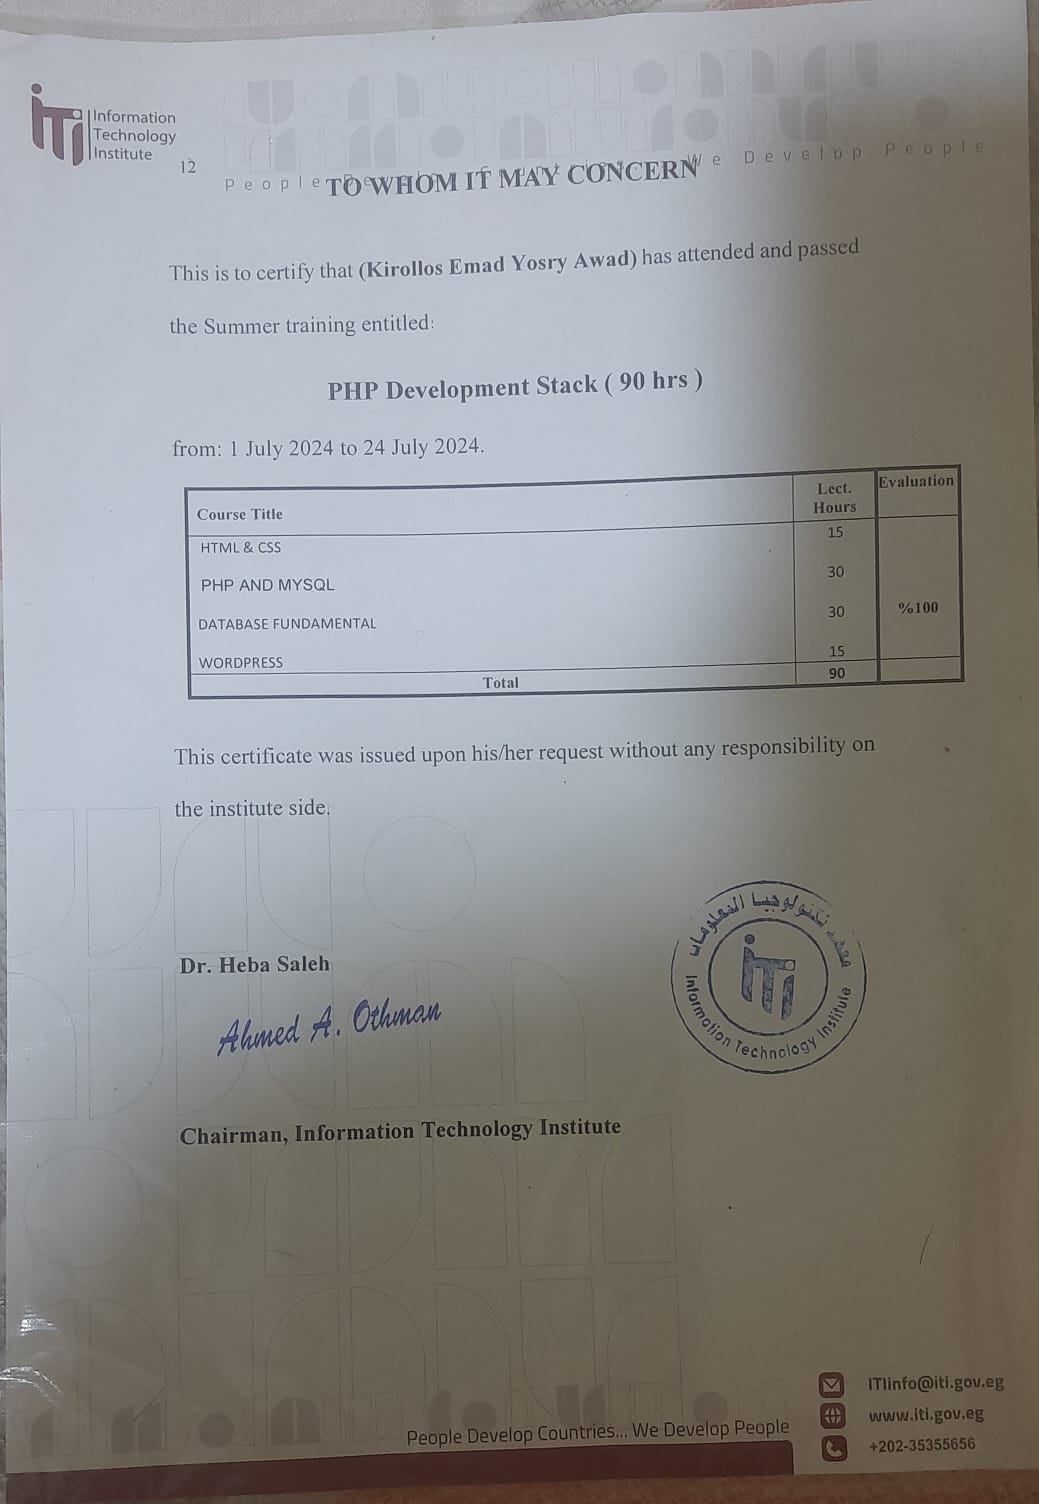 iTi
Information
Technology
Institute
12
People We Develop People
TO WHOM IT MAY CONCERN
This is to certify that (Kirollos Emad Yosry Awad) has attended and passed
the Summer training entitled:
PHP Development Stack ( 90 hrs )
from: 1 July 2024 to 24 July 2024.
Course Title Lect. Hours Evaluation
HTML & CSS 15
PHP AND MYSQL 30
DATABASE FUNDAMENTAL 30 %100
WORDPRESS 15
Total 90
This certificate was issued upon his/her request without any responsibility on
the institute side.
معهد تكنولوجيا المعلومات
iTi
Information Technology Institute
Dr. Heba Saleh
Ahmed A. Othman
Chairman, Information Technology Institute
People Develop Countries... We Develop People
ITIinfo@iti.gov.eg
www.iti.gov.eg
+202-35355656